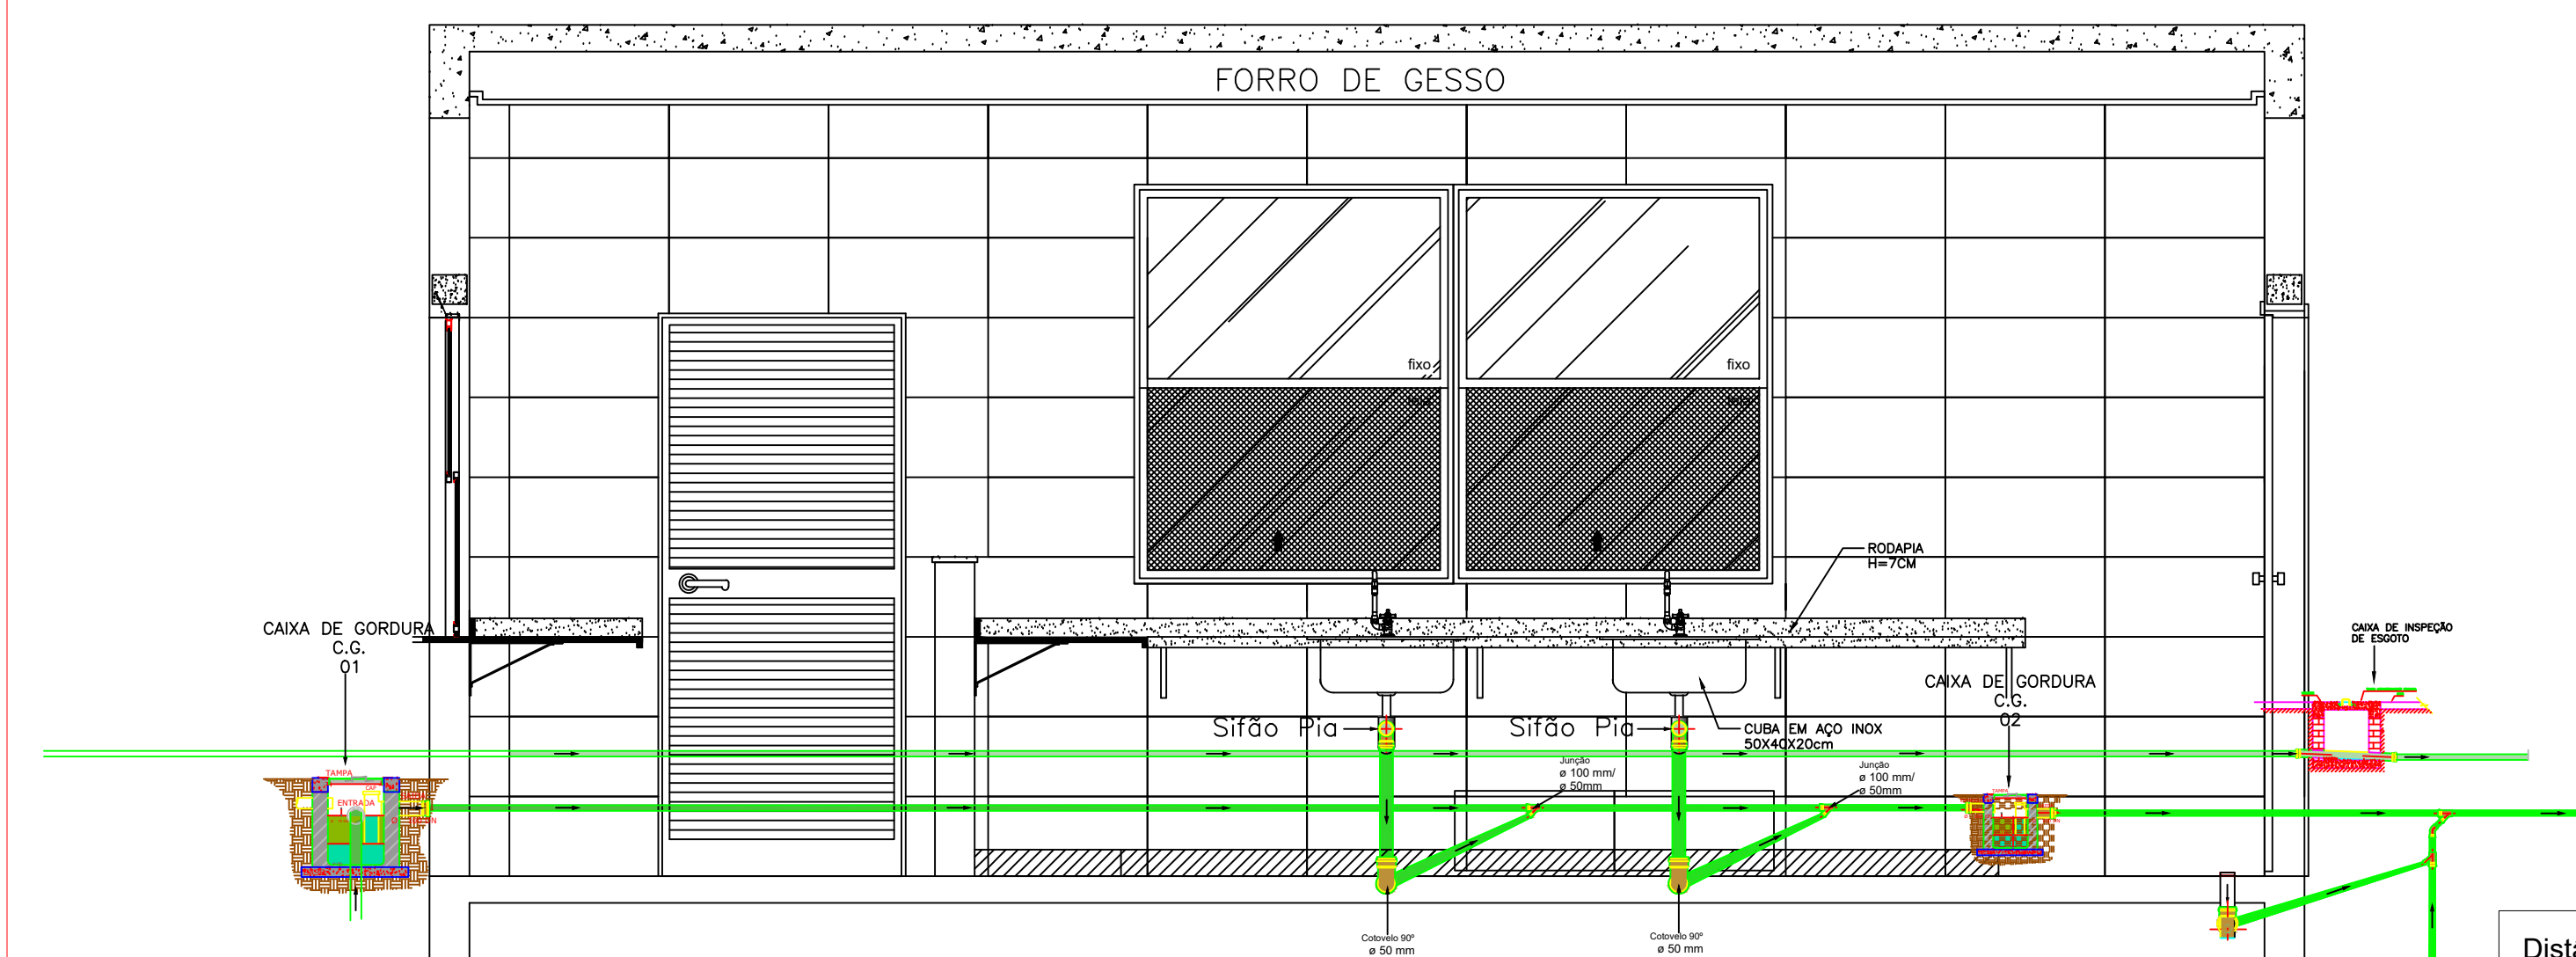 FORRO DE GESSO
fixo
fixo
RODAPIA
H=7CM
CAIXA DE GORDURA
C.G.
01
CAIXA DE INSPEÇÃO
DE ESGOTO
CAIXA DE GORDURA
C.G.
02
Sifão Pia
Sifão Pia
CUBA EM AÇO INOX
50X40X20cm
Junção
ø 100 mm/
ø 50mm
Junção
ø 100 mm/
ø 50mm
TAMPA
CAP
ENTRADA
TAMPA
Cotovelo 90º
ø 50 mm
Cotovelo 90º
ø 50 mm